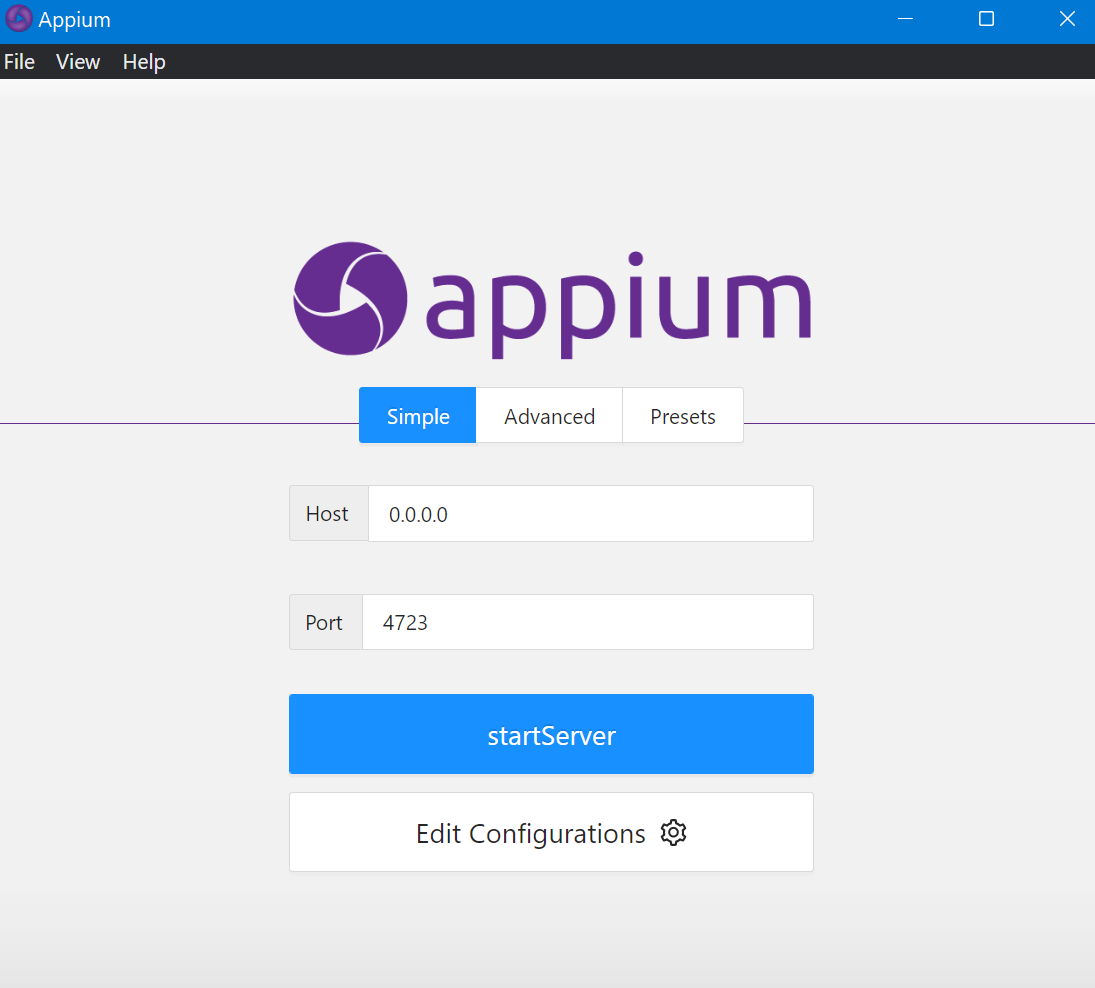 Appium
File View Help
appium
Simple Advanced Presets
Host 0.0.0.0
Port 4723
startServer
Edit Configurations